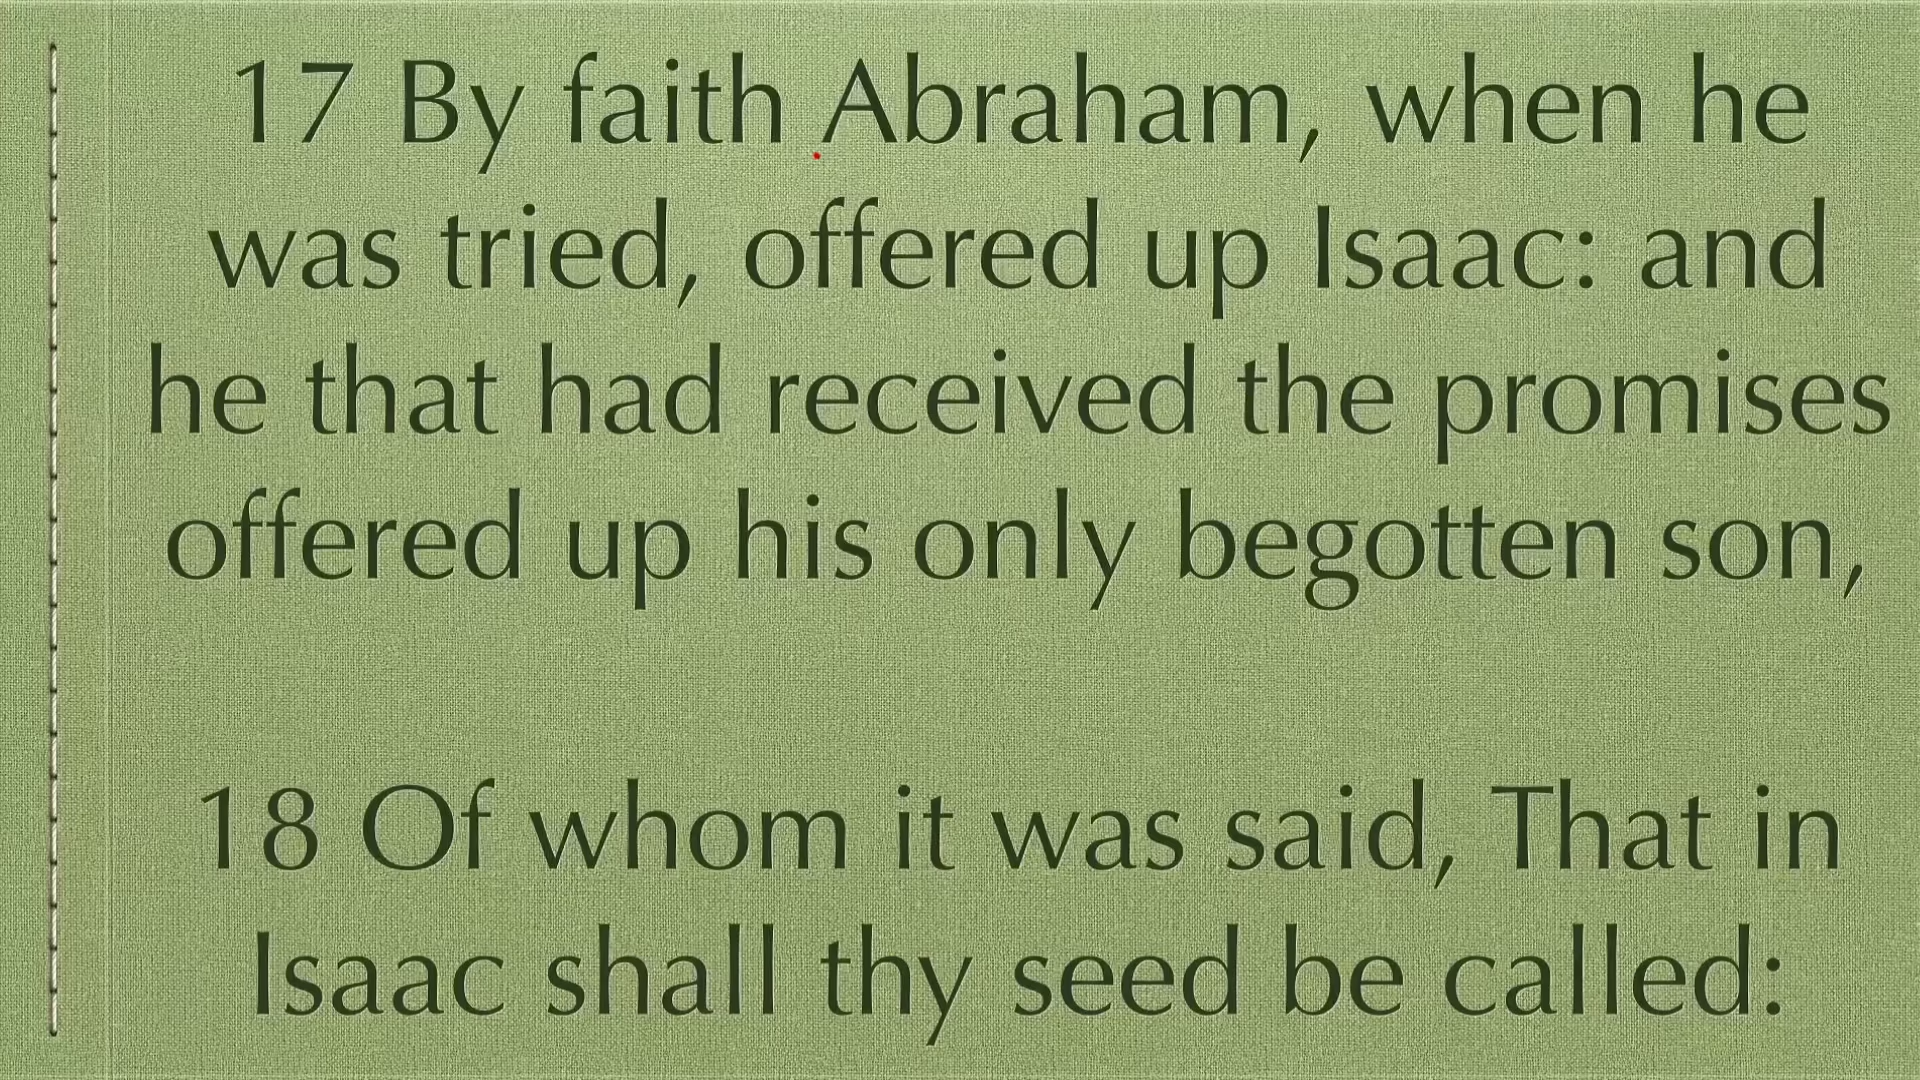 17 By faith Abraham, when he
was tried, offered up Isaac: and
he that had received the promises
offered up his only begotten son,
18 Of whom it was said, That in
Isaac shall thy seed be called: